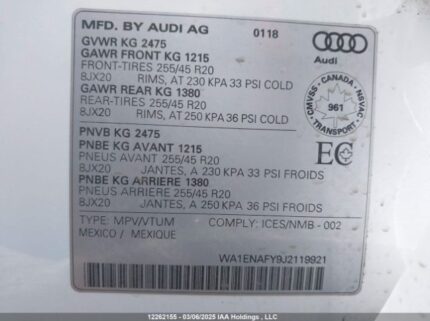 MFD. BY AUDI AG 0118
GVWR KG 2475
GAWR FRONT KG 1215
FRONT-TIRES 255/45 R20
8JX20 RIMS, AT 230 KPA 33 PSI COLD
GAWR REAR KG 1380
REAR-TIRES 255/45 R20
8JX20 RIMS, AT 250 KPA 36 PSI COLD
Audi
CANADA
CMVSS NSVAC
961
TRANSPORT
PNVB KG 2475
PNBE KG AVANT 1215
PNEUS AVANT 255/45 R20
8JX20 JANTES, A 230 KPA 33 PSI FROIDS
PNBE KG ARRIERE 1380
PNEUS ARRIERE 255/45 R20
8JX20 JANTES, A 250 KPA 36 PSI FROIDS
EC
TYPE: MPV/VTUM COMPLY: ICES/NMB - 002
MEXICO / MEXIQUE
WA1ENAFY9J2119921
12262155 - 03/06/2025 IAA Holdings , LLC